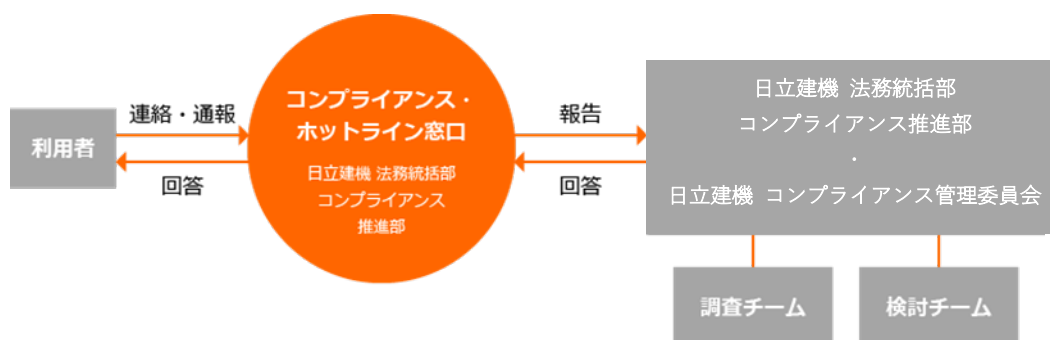 利用者
連絡・通報
回答
コンプライアンス・
ホットライン窓口
日立建機 法務統括部
コンプライアンス
推進部
報告
回答
日立建機 法務統括部
コンプライアンス推進部
・
日立建機 コンプライアンス管理委員会
調査チーム
検討チーム